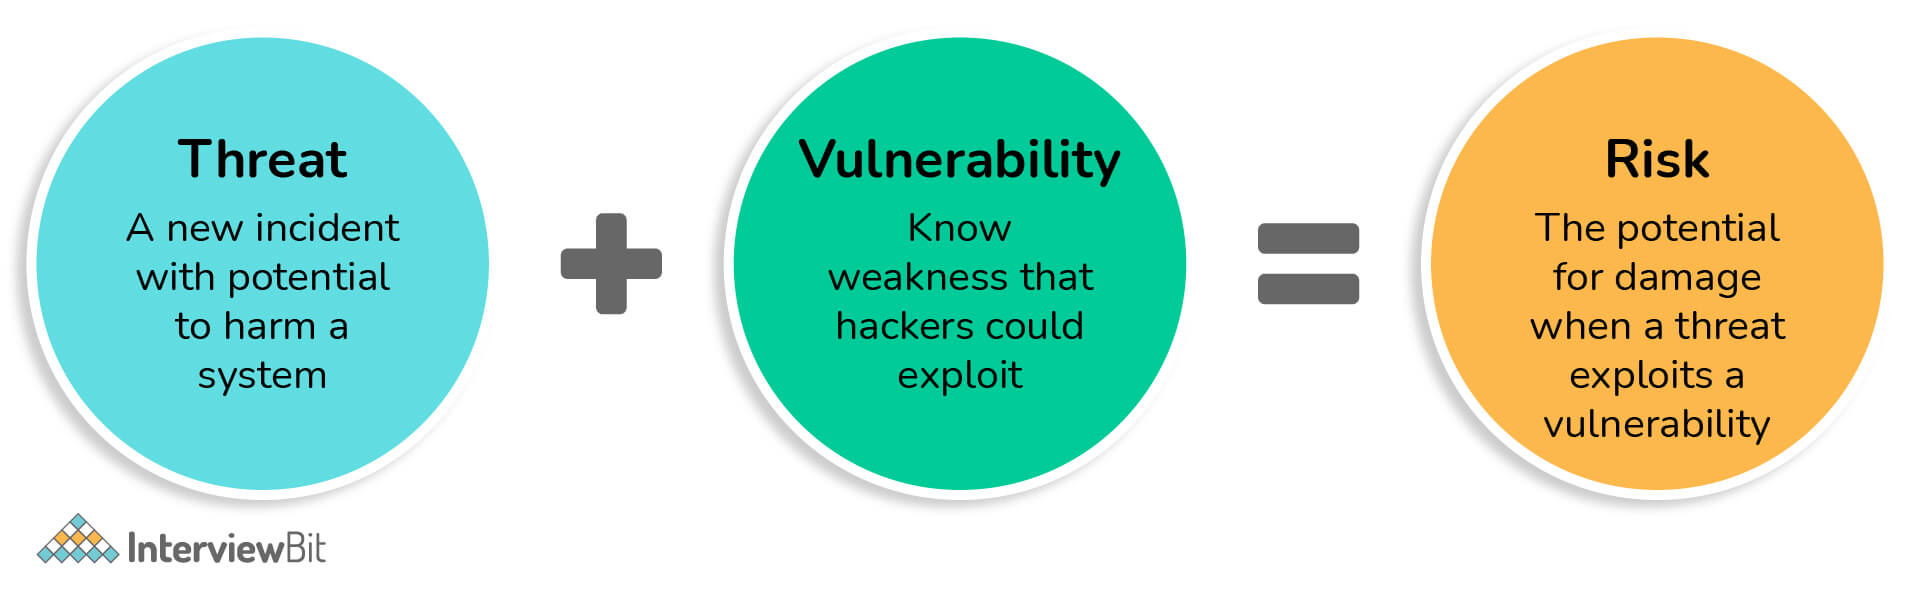 Threat
A new incident
with potential
to harm a
system
Vulnerability
Know
weakness that
hackers could
exploit
Risk
The potential
for damage
when a threat
exploits a
vulnerability
InterviewBit